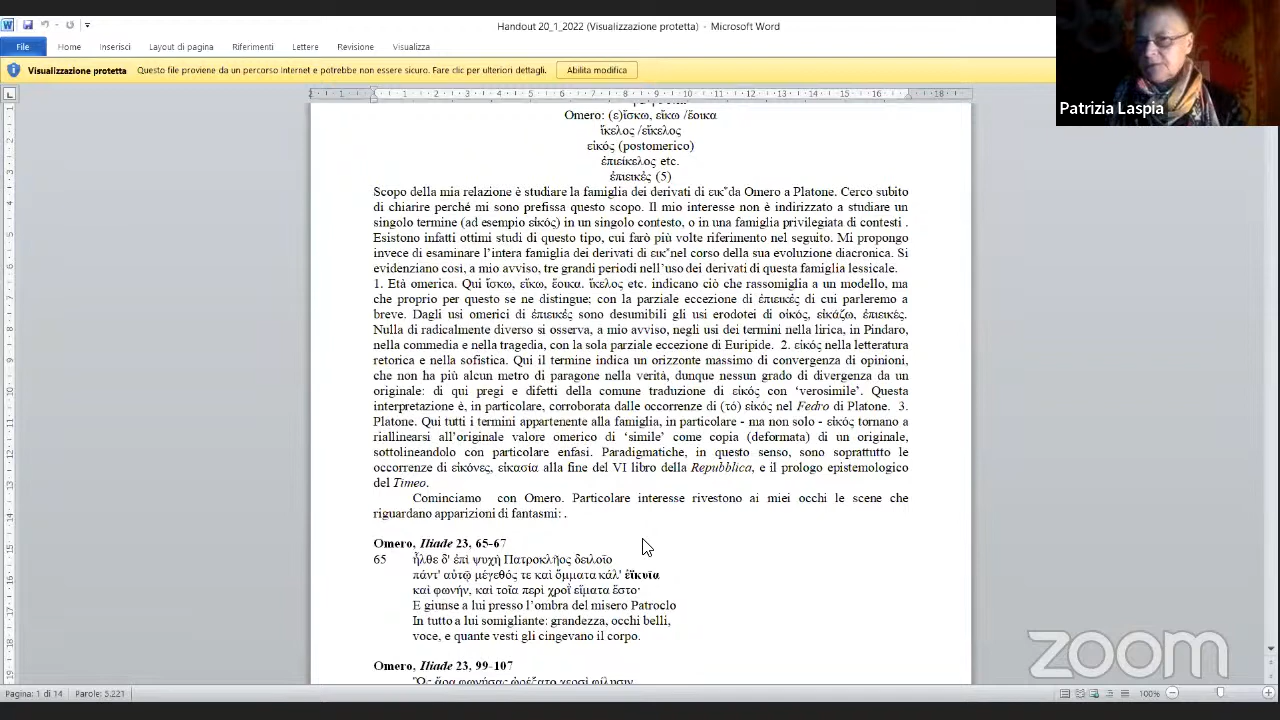 Handout 20_1_2022 (Visualizzazione protetta) - Microsoft Word
File Home Inserisci Layout di pagina Riferimenti Lettere Revisione Visualizza
Visualizzazione protetta Questo file proviene da un percorso Internet e potrebbe non essere sicuro. Fare clic per ulteriori dettagli. Abilita modifica
Patrizia Laspia
Omero: (ε)ΐσκω, εἴκω /ἔοικα
ἴκελος /εἴκελος
εἰκός (postomerico)
ἐπιείκελος etc.
ἐπιεικές (5)
Scopo della mia relazione è studiare la famiglia dei derivati di εικ˚da Omero a Platone. Cerco subito
di chiarire perché mi sono prefissa questo scopo. Il mio interesse non è indirizzato a studiare un
singolo termine (ad esempio εἰκός) in un singolo contesto, o in una famiglia privilegiata di contesti .
Esistono infatti ottimi studi di questo tipo, cui farò più volte riferimento nel seguito. Mi propongo
invece di esaminare l'intera famiglia dei derivati di εικ˚nel corso della sua evoluzione diacronica. Si
evidenziano così, a mio avviso, tre grandi periodi nell'uso dei derivati di questa famiglia lessicale.
1. Età omerica. Qui ἴσκω, εἴκω, ἔοικα. ἴκελος etc. indicano ciò che rassomiglia a un modello, ma
che proprio per questo se ne distingue; con la parziale eccezione di ἐπιεικές di cui parleremo a
breve. Dagli usi omerici di ἐπιεικές sono desumibili gli usi erodotei di οἰκός, εἰκάζω, ἐπιεικές.
Nulla di radicalmente diverso si osserva, a mio avviso, negli usi dei termini nella lirica, in Pindaro,
nella commedia e nella tragedia, con la sola parziale eccezione di Euripide. 2. εἰκός nella letteratura
retorica e nella sofistica. Qui il termine indica un orizzonte massimo di convergenza di opinioni,
che non ha più alcun metro di paragone nella verità, dunque nessun grado di divergenza da un
originale: di qui pregi e difetti della comune traduzione di εἰκός con 'verosimile'. Questa
interpretazione è, in particolare, corroborata dalle occorrenze di (τό) εἰκός nel Fedro di Platone. 3.
Platone. Qui tutti i termini appartenente alla famiglia, in particolare - ma non solo - εἰκός tornano a
riallinearsi all'originale valore omerico di 'simile' come copia (deformata) di un originale,
sottolineandolo con particolare enfasi. Paradigmatiche, in questo senso, sono soprattutto le
occorrenze di εἰκόνες, εἰκασία alla fine del VI libro della Repubblica, e il prologo epistemologico
del Timeo.
Cominciamo con Omero. Particolare interesse rivestono ai miei occhi le scene che
riguardano apparizioni di fantasmi: .
Omero, Iliade 23, 65-67
65 ἦλθε δ' ἐπὶ ψυχὴ Πατροκλῆος δειλοῖο
πάντ' αὐτῷ μέγεθός τε καὶ ὄμματα κάλ' ἐϊκυῖα
καὶ φωνήν, καὶ τοῖα περὶ χροῒ εἵματα ἕστο·
E giunse a lui presso l'ombra del misero Patroclo
In tutto a lui somigliante: grandezza, occhi belli,
voce, e quante vesti gli cingevano il corpo.
Omero, Iliade 23, 99-107
Ὣς ἄρα φωνήσας ὠρέξατο χερσὶ φίλῃσιν
zoom
Pagina: 1 di 14 Parole: 5.221 100%